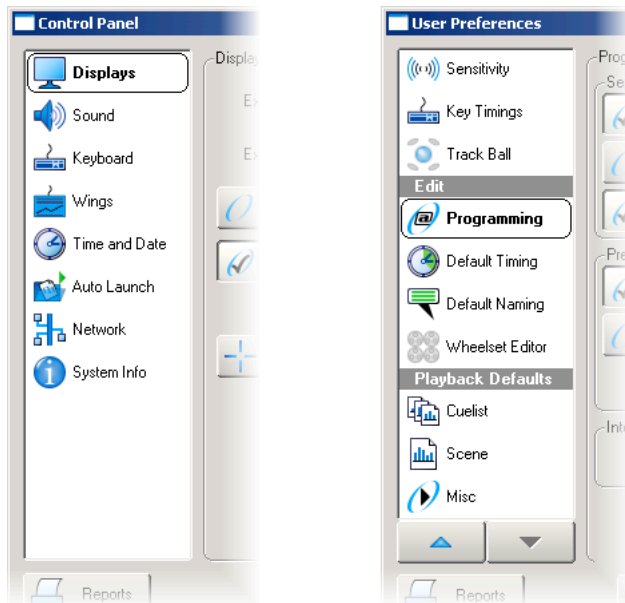 Control Panel
Displays
Sound
Keyboard
Wings
Time and Date
Auto Launch
Network
System Info
Reports
User Preferences
Sensitivity
Key Timings
Track Ball
Edit
Programming
Default Timing
Default Naming
Wheelset Editor
Playback Defaults
Cuelist
Scene
Misc
Reports